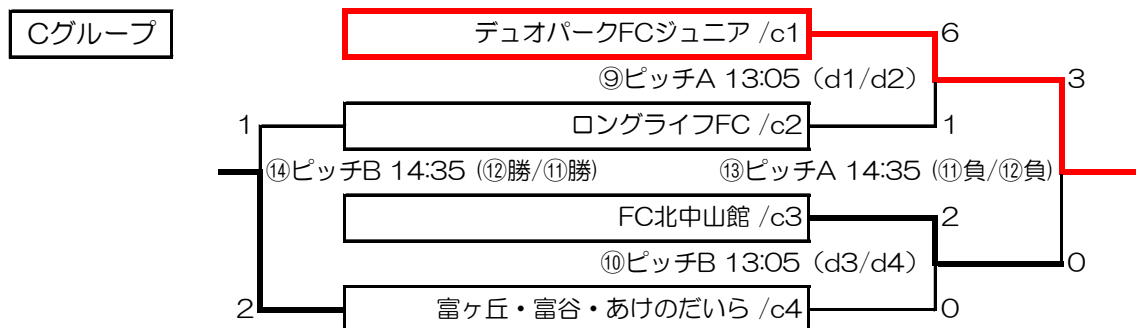 Cグループ
デュオパークFCジュニア /c1
6
⑨ピッチA 13:05（d1/d2）
3
1
ロングライフFC /c2
1
⑭ピッチB 14:35 (⑫勝/⑪勝)
⑬ピッチA 14:35 (⑪負/⑫負)
FC北中山館 /c3
2
⑩ピッチB 13:05（d3/d4）
0
2
富ヶ丘・富谷・あけのだいら /c4
0